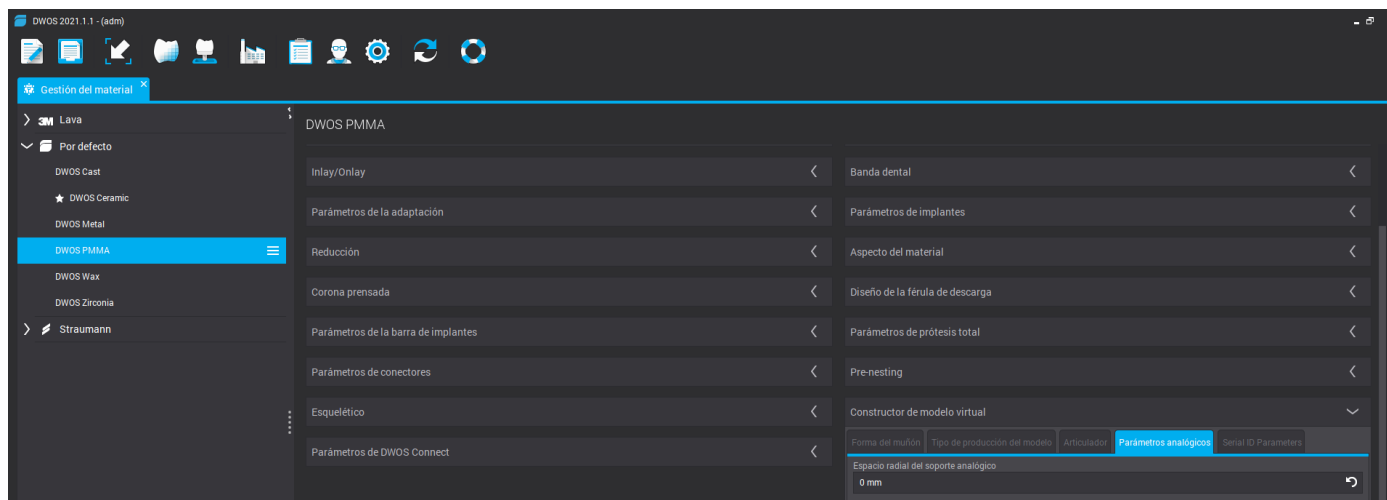 DWOS 2021.1.1 - (adm)
Gestión del material
3M Lava
Por defecto
DWOS Cast
DWOS Ceramic
DWOS Metal
DWOS PMMA
DWOS Wax
DWOS Zirconia
Straumann
DWOS PMMA
Inlay/Onlay
Parámetros de la adaptación
Reducción
Corona prensada
Parámetros de la barra de implantes
Parámetros de conectores
Esquelético
Parámetros de DWOS Connect
Banda dental
Parámetros de implantes
Aspecto del material
Diseño de la férula de descarga
Parámetros de prótesis total
Pre-nesting
Constructor de modelo virtual
Forma del muñón Tipo de producción del modelo Articulador Parámetros analógicos Serial ID Parameters
Espacio radial del soporte analógico
0 mm